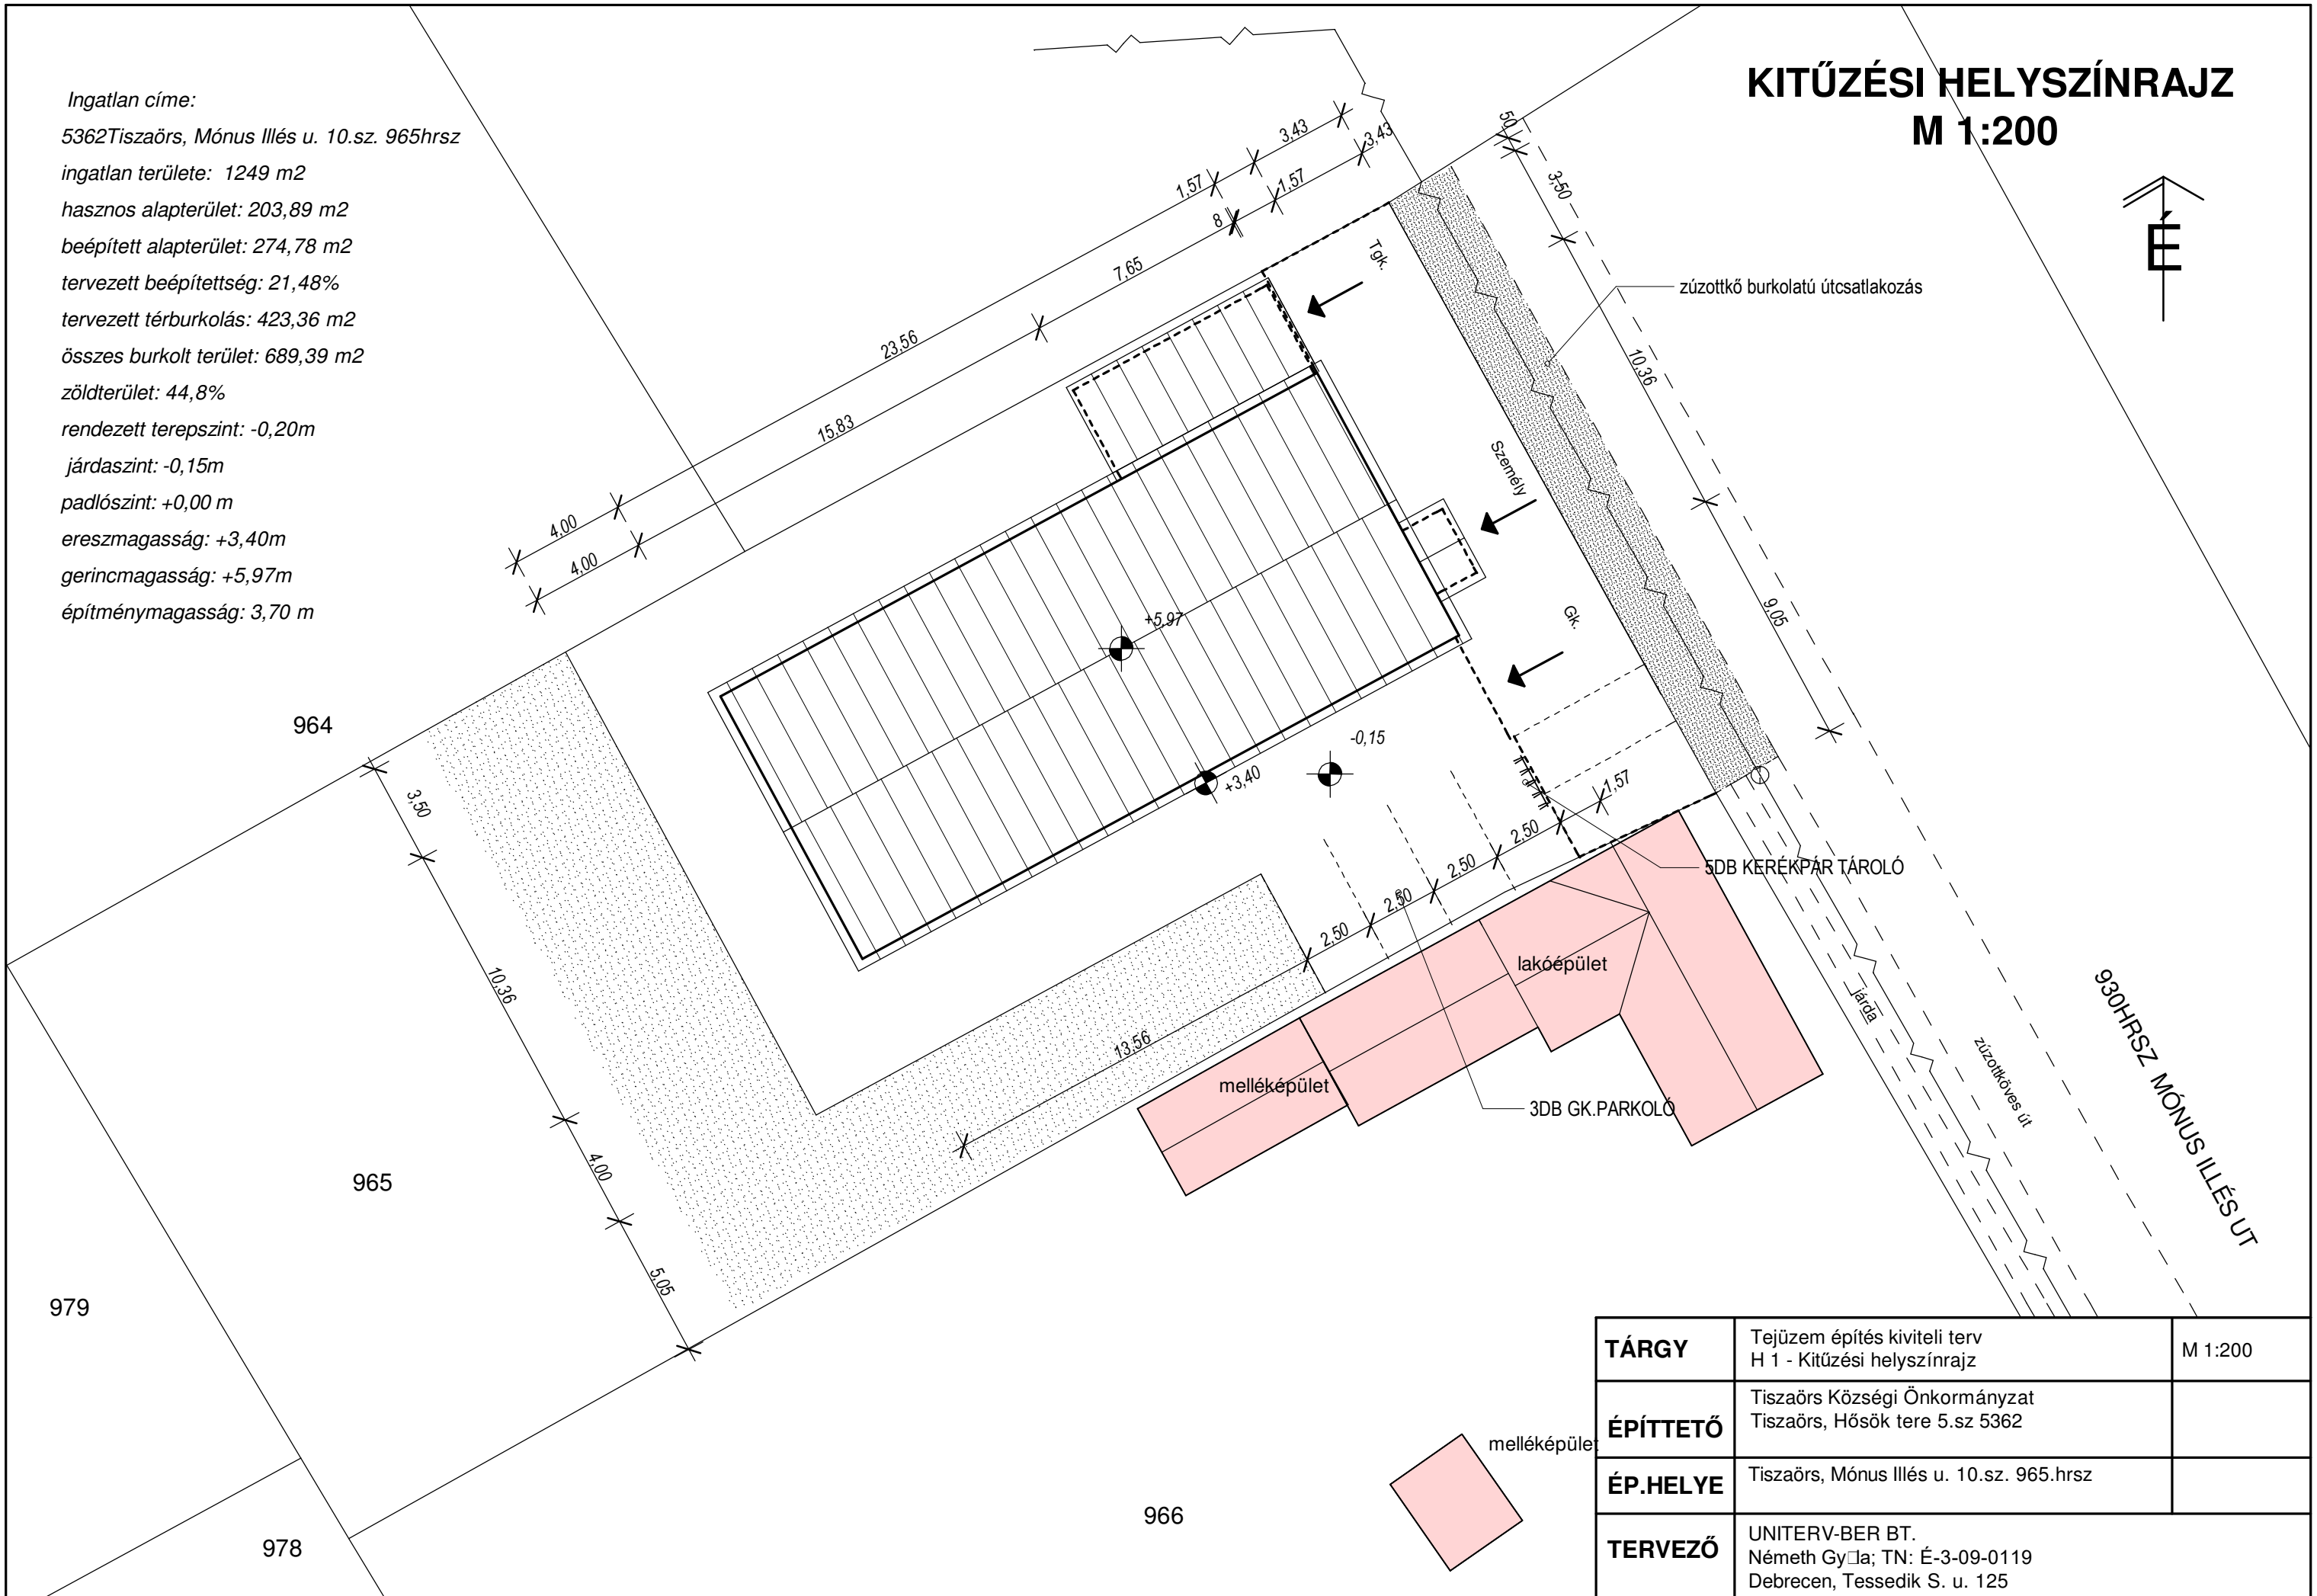 KITŰZÉSI HELYSZÍNRAJZ
M 1:200
É
Ingatlan címe:
5362Tiszaörs, Mónus Illés u. 10.sz. 965hrsz
ingatlan területe: 1249 m2
hasznos alapterület: 203,89 m2
beépített alapterület: 274,78 m2
tervezett beépítettség: 21,48%
tervezett térburkolás: 423,36 m2
összes burkolt terület: 689,39 m2
zöldterület: 44,8%
rendezett terepszint: -0,20m
járdaszint: -0,15m
padlószint: +0,00 m
ereszmagasság: +3,40m
gerincmagasság: +5,97m
építménymagasság: 3,70 m
4,00
23,56
1,57
3,43
4,00
15,83
7,65
8
1,57
3,43
50
3,50
10,36
9,05
Tgk.
Személy
Gk.
zúzottkő burkolatú útcsatlakozás
+5,97
+3,40
-0,15
964
3,50
10,36
4,00
5,05
13,56
2,50
2,50
2,50
2,50
1,57
5DB KERÉKPÁR TÁROLÓ
lakóépület
melléképület
3DB GK.PARKOLÓ
járda
zúzottköves út
930HRSZ MÓNUS ILLÉS UT
965
979
978
966
melléképület
TÁRGY
Tejüzem építés kiviteli terv
H 1 - Kitűzési helyszínrajz
M 1:200
ÉPÍTTETŐ
Tiszaörs Községi Önkormányzat
Tiszaörs, Hősök tere 5.sz 5362
ÉP.HELYE
Tiszaörs, Mónus Illés u. 10.sz. 965.hrsz
TERVEZŐ
UNITERV-BER BT.
Németh Gy□la; TN: É-3-09-0119
Debrecen, Tessedik S. u. 125